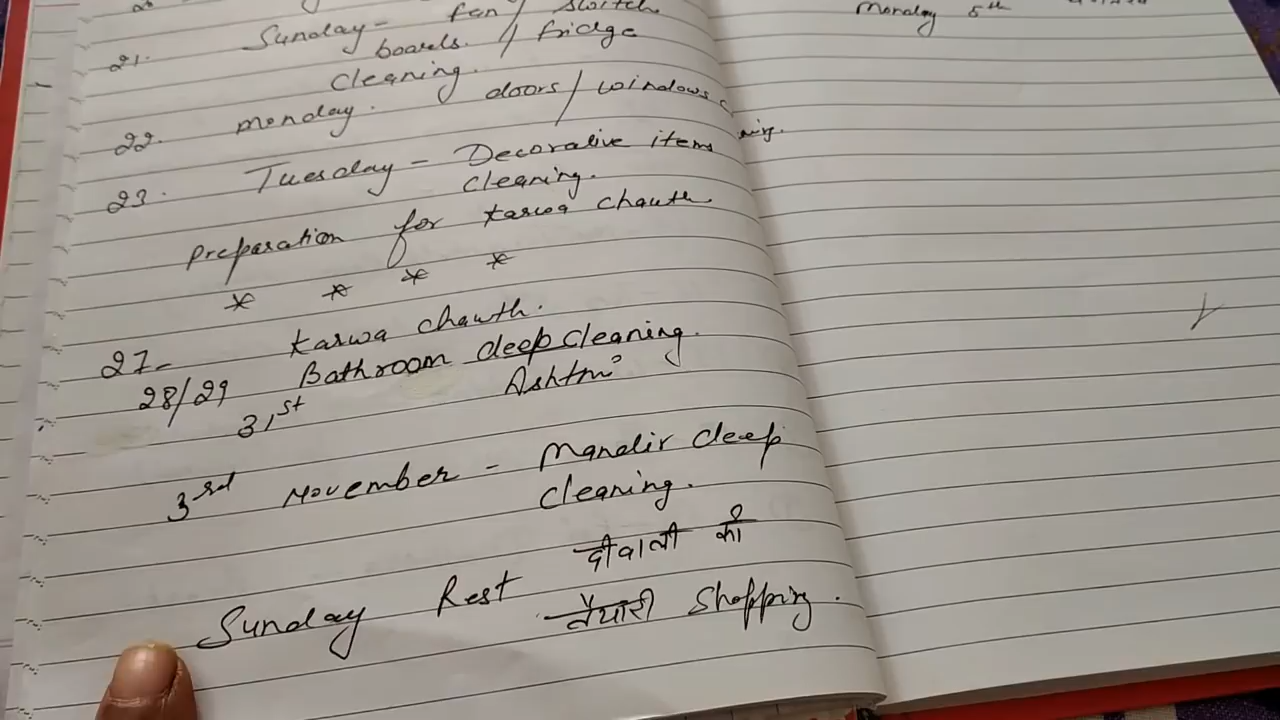 21. Sunday - fan / switch
boards. / fridge
cleaning.
22. monday. doors / windows
23. Tuesday - Decorative items
cleaning.
Preparation for karwa chauth
* * * *
27- karwa chauth.
28/29 Bathroom deep cleaning.
31st Ashtmi
3rd November - Mandir deep
cleaning.
Sunday Rest दीवाली की
तैयारी Shopping.
Monday 5th